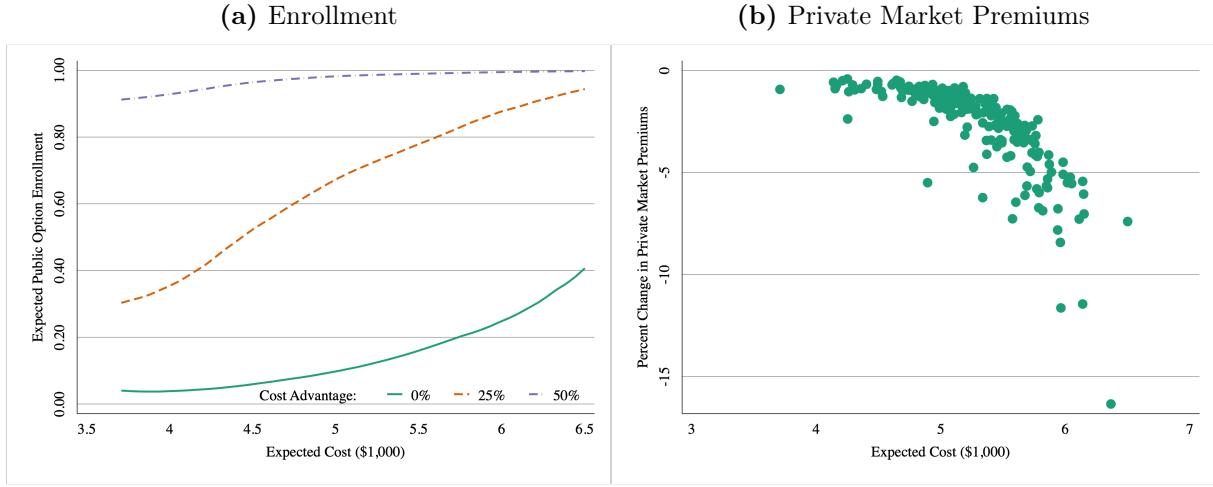 (a) Enrollment
Expected Public Option Enrollment
1.00
0.80
0.60
0.40
0.20
0.00
Cost Advantage: 0% 25% 50%
3.5 4 4.5 5 5.5 6 6.5
Expected Cost ($1,000)
(b) Private Market Premiums
Percent Change in Private Market Premiums
0
-5
-10
-15
3 4 5 6 7
Expected Cost ($1,000)